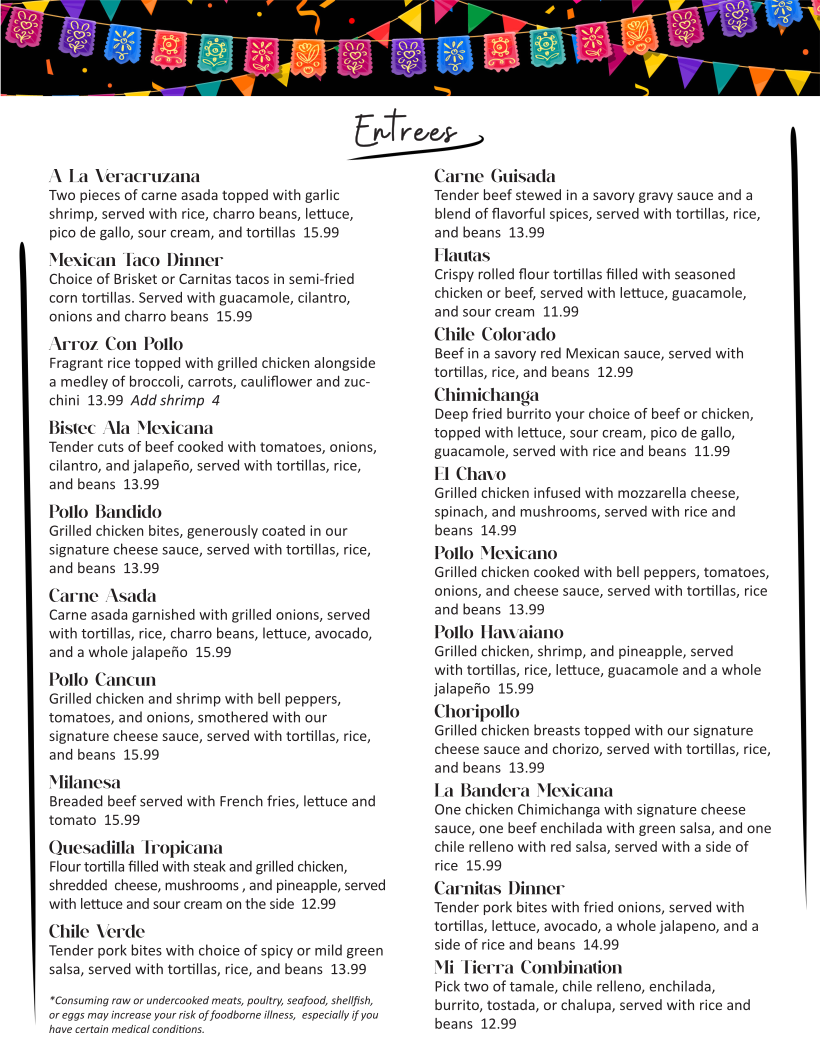 Entrees
A La Veracruzana
Two pieces of carne asada topped with garlic
shrimp, served with rice, charro beans, lettuce,
pico de gallo, sour cream, and tortillas  15.99
Mexican Taco Dinner
Choice of Brisket or Carnitas tacos in semi-fried
corn tortillas. Served with guacamole, cilantro,
onions and charro beans  15.99
Arroz Con Pollo
Fragrant rice topped with grilled chicken alongside
a medley of broccoli, carrots, cauliflower and zuc-
chini  13.99  Add shrimp  4
Bistec Ala Mexicana
Tender cuts of beef cooked with tomatoes, onions,
cilantro, and jalapeño, served with tortillas, rice,
and beans  13.99
Pollo Bandido
Grilled chicken bites, generously coated in our
signature cheese sauce, served with tortillas, rice,
and beans  13.99
Carne Asada
Carne asada garnished with grilled onions, served
with tortillas, rice, charro beans, lettuce, avocado,
and a whole jalapeño  15.99
Pollo Cancun
Grilled chicken and shrimp with bell peppers,
tomatoes, and onions, smothered with our
signature cheese sauce, served with tortillas, rice,
and beans  15.99
Milanesa
Breaded beef served with French fries, lettuce and
tomato  15.99
Quesadilla Tropicana
Flour tortilla filled with steak and grilled chicken,
shredded  cheese, mushrooms , and pineapple, served
with lettuce and sour cream on the side  12.99
Chile Verde
Tender pork bites with choice of spicy or mild green
salsa, served with tortillas, rice, and beans  13.99
*Consuming raw or undercooked meats, poultry, seafood, shellfish,
or eggs may increase your risk of foodborne illness,  especially if you
have certain medical conditions.
Carne Guisada
Tender beef stewed in a savory gravy sauce and a
blend of flavorful spices, served with tortillas, rice,
and beans  13.99
Flautas
Crispy rolled flour tortillas filled with seasoned
chicken or beef, served with lettuce, guacamole,
and sour cream  11.99
Chile Colorado
Beef in a savory red Mexican sauce, served with
tortillas, rice, and beans  12.99
Chimichanga
Deep fried burrito your choice of beef or chicken,
topped with lettuce, sour cream, pico de gallo,
guacamole, served with rice and beans  11.99
El Chavo
Grilled chicken infused with mozzarella cheese,
spinach, and mushrooms, served with rice and
beans  14.99
Pollo Mexicano
Grilled chicken cooked with bell peppers, tomatoes,
onions, and cheese sauce, served with tortillas, rice
and beans  13.99
Pollo Hawaiano
Grilled chicken, shrimp, and pineapple, served
with tortillas, rice, lettuce, guacamole and a whole
jalapeño  15.99
Choripollo
Grilled chicken breasts topped with our signature
cheese sauce and chorizo, served with tortillas, rice,
and beans  13.99
La Bandera Mexicana
One chicken Chimichanga with signature cheese
sauce, one beef enchilada with green salsa, and one
chile relleno with red salsa, served with a side of
rice  15.99
Carnitas Dinner
Tender pork bites with fried onions, served with
tortillas, lettuce, avocado, a whole jalapeno, and a
side of rice and beans  14.99
Mi Tierra Combination
Pick two of tamale, chile relleno, enchilada,
burrito, tostada, or chalupa, served with rice and
beans  12.99